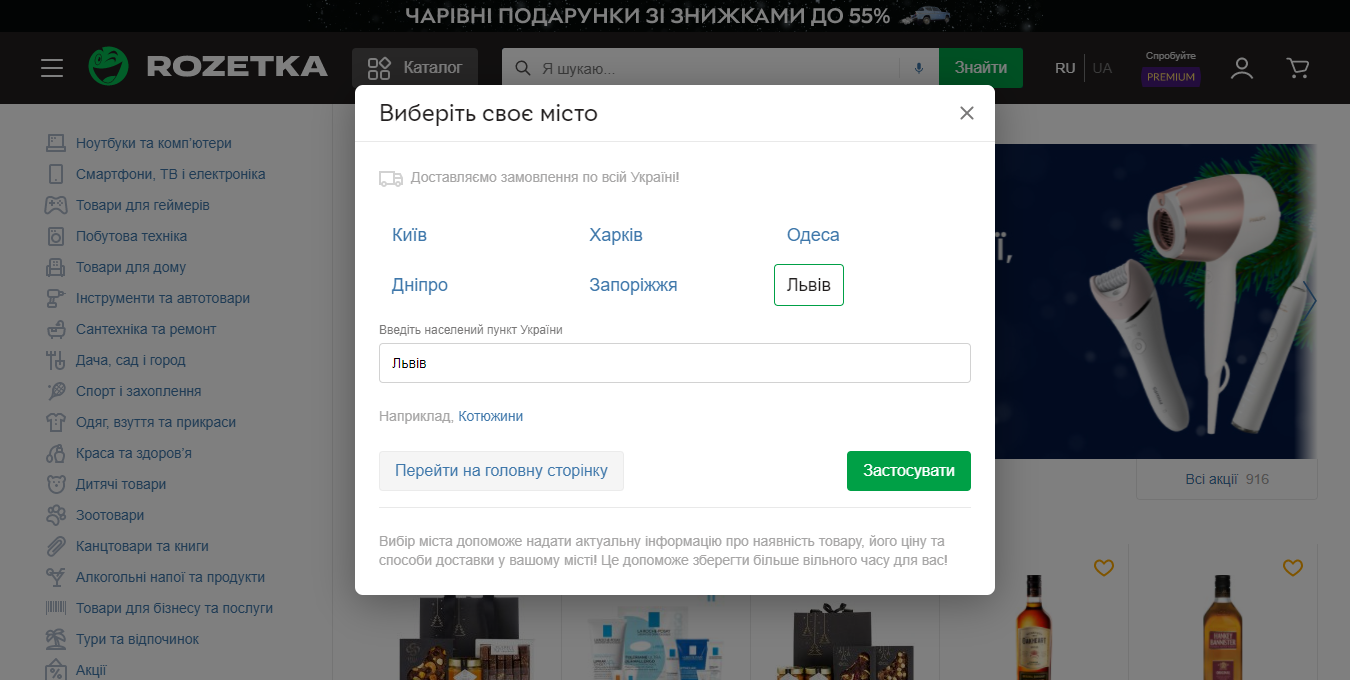 ЧАРІВНІ ПОДАРУНКИ ЗІ ЗНИЖКАМИ ДО 55%
ROZETKA
Каталог
Я шукаю...
Знайти
RU
UA
Спробуйте
PREMIUM
Виберіть своє місто
Доставляємо замовлення по всій Україні!
Київ
Харків
Одеса
Дніпро
Запоріжжя
Львів
Введіть населений пункт України
Львів
Наприклад, Котюжини
Перейти на головну сторінку
Застосувати
Вибір міста допоможе надати актуальну інформацію про наявність товару, його ціну та
способи доставки у вашому місті! Це допоможе зберегти більше вільного часу для вас!
Ноутбуки та комп'ютери
Смартфони, ТВ і електроніка
Товари для геймерів
Побутова техніка
Товари для дому
Інструменти та автотовари
Сантехніка та ремонт
Дача, сад і город
Спорт і захоплення
Одяг, взуття та прикраси
Краса та здоров'я
Дитячі товари
Зоотовари
Канцтовари та книги
Алкогольні напої та продукти
Товари для бізнесу та послуги
Тури та відпочинок
Акції
ї,
Всі акції 916